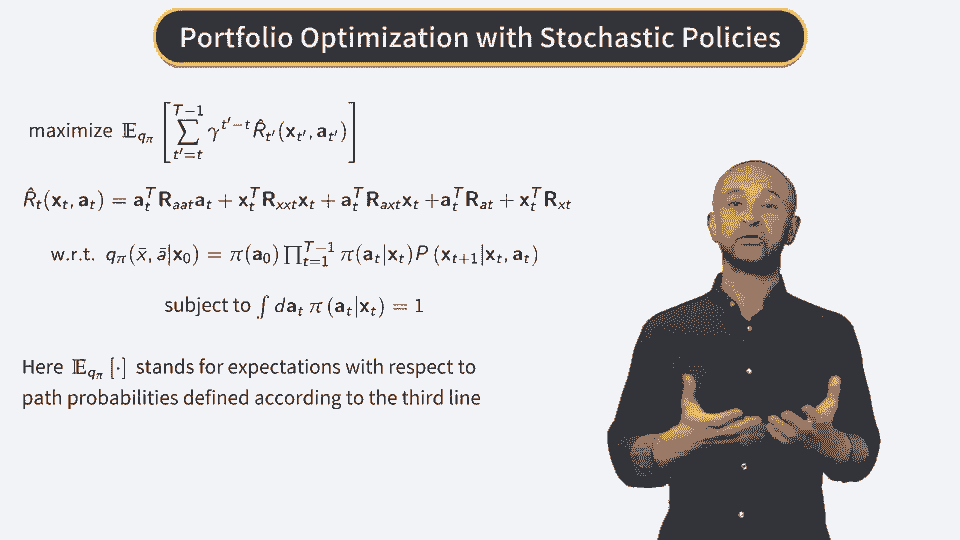 Portfolio Optimization with Stochastic Policies
maximize $\mathbb{E}_{q_\pi}\left[\sum_{t'=t}^{T-1} \gamma^{t'-t} \hat{R}_{t'}(\mathbf{x}_{t'}, \mathbf{a}_{t'})\right]$
$\hat{R}_t(\mathbf{x}_t, \mathbf{a}_t) = \mathbf{a}_t^T \mathbf{R}_{aat} \mathbf{a}_t + \mathbf{x}_t^T \mathbf{R}_{xxt} \mathbf{x}_t + \mathbf{a}_t^T \mathbf{R}_{axt} \mathbf{x}_t + \mathbf{a}_t^T \mathbf{R}_{at} + \mathbf{x}_t^T \mathbf{R}_{xt}$
w.r.t. $q_\pi(\bar{x}, \bar{a}|\mathbf{x}_0) = \pi(\mathbf{a}_0) \prod_{t=1}^{T-1} \pi(\mathbf{a}_t|\mathbf{x}_t) P(\mathbf{x}_{t+1}|\mathbf{x}_t, \mathbf{a}_t)$
subject to $\int d\mathbf{a}_t \, \pi(\mathbf{a}_t|\mathbf{x}_t) = 1$
Here $\mathbb{E}_{q_\pi}[\cdot]$ stands for expectations with respect to
path probabilities defined according to the third line